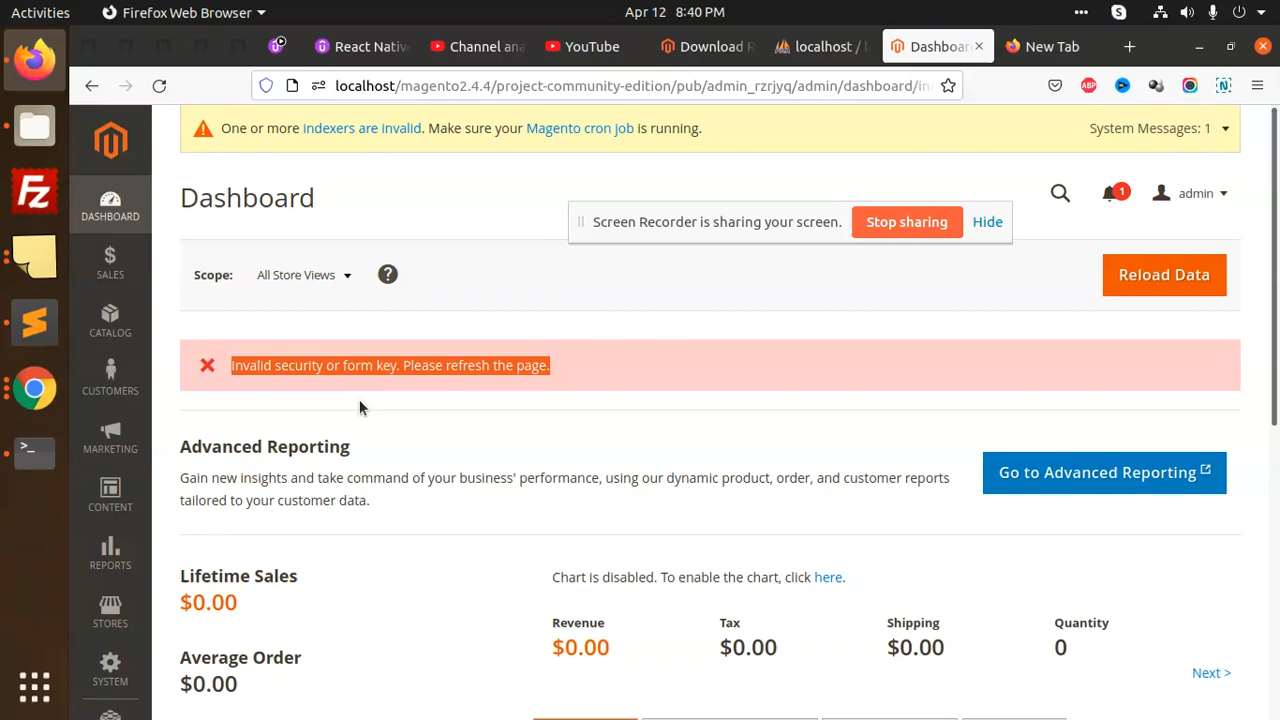 Activities
Firefox Web Browser
Apr 12 8:40 PM
React Nativ
Channel ana
YouTube
Download R
localhost / l
Dashboar
New Tab
localhost/magento2.4.4/project-community-edition/pub/admin_rzrjyq/admin/dashboard/in
One or more indexers are invalid. Make sure your Magento cron job is running.
System Messages: 1
Dashboard
1
admin
Screen Recorder is sharing your screen.
Stop sharing
Hide
Scope:
All Store Views
?
Reload Data
Invalid security or form key. Please refresh the page.
Advanced Reporting
Gain new insights and take command of your business' performance, using our dynamic product, order, and customer reports
tailored to your customer data.
Go to Advanced Reporting
Lifetime Sales
$0.00
Average Order
$0.00
Chart is disabled. To enable the chart, click here.
Revenue
$0.00
Tax
$0.00
Shipping
$0.00
Quantity
0
Next >
DASHBOARD
SALES
CATALOG
CUSTOMERS
MARKETING
CONTENT
REPORTS
STORES
SYSTEM
Fz
ABP